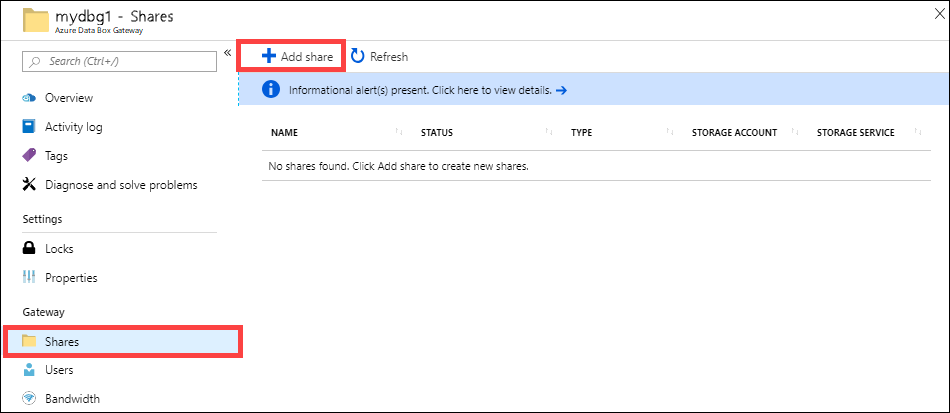 mydbg1 - Shares
Azure Data Box Gateway
Search (Ctrl+/)
«
Add share
Refresh
Informational alert(s) present. Click here to view details. →
Overview
Activity log
Tags
Diagnose and solve problems
Settings
Locks
Properties
Gateway
Shares
Users
Bandwidth
NAME STATUS TYPE STORAGE ACCOUNT STORAGE SERVICE
No shares found. Click Add share to create new shares.